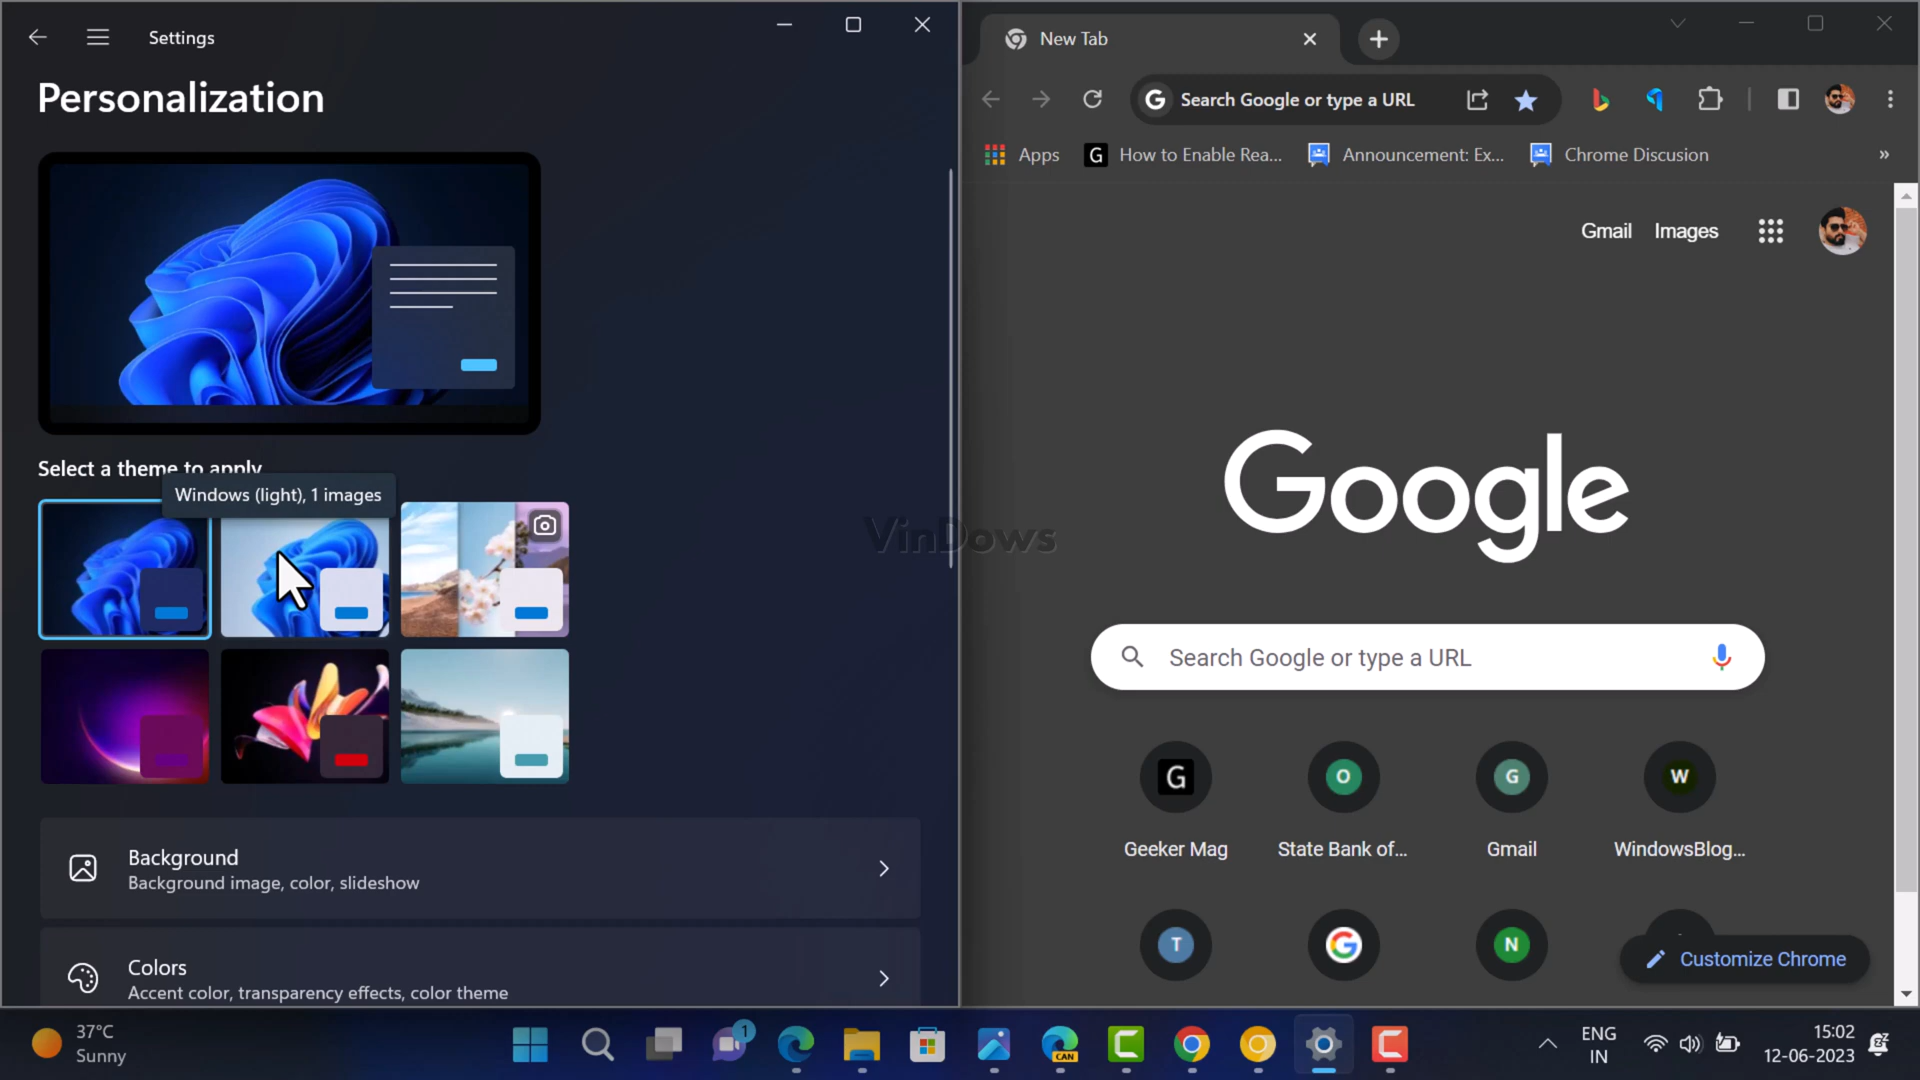 Settings
Personalization
Select a theme to apply
Windows (light), 1 images
Background
Background image, color, slideshow
Colors
Accent color, transparency effects, color theme
New Tab
G Search Google or type a URL
Apps
G How to Enable Rea...
Announcement: Ex...
Chrome Discusion
»
Gmail Images
Google
Search Google or type a URL
G O G W
Geeker Mag
State Bank of...
Gmail
WindowsBlog...
T G N
Customize Chrome
VinDows
37°C
Sunny
1
CAN
ENG
IN
15:02
12-06-2023